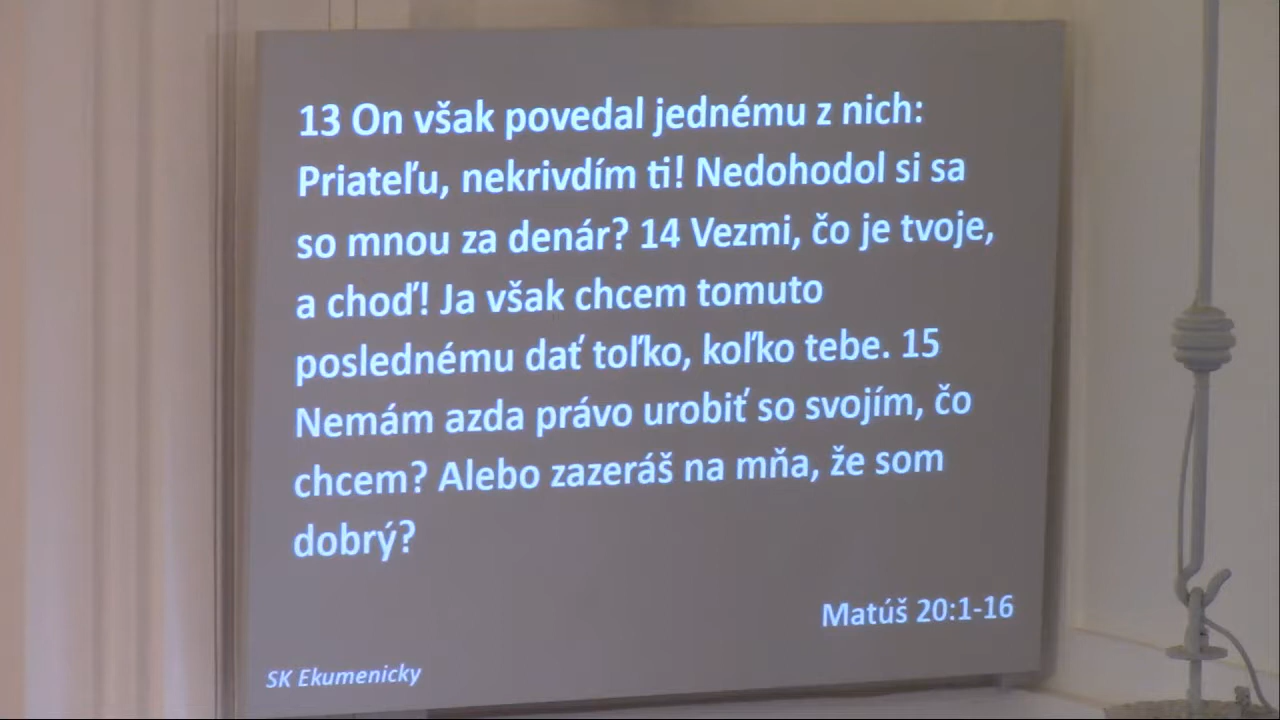 13 On však povedal jednému z nich:
Priateľu, nekrivdím ti! Nedohodol si sa
so mnou za denár? 14 Vezmi, čo je tvoje,
a choď! Ja však chcem tomuto
poslednému dať toľko, koľko tebe. 15
Nemám azda právo urobiť so svojím, čo
chcem? Alebo zazeráš na mňa, že som
dobrý?
Matúš 20:1-16
SK Ekumenicky